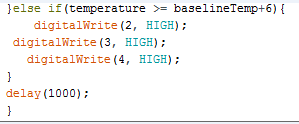 }else if(temperature >= baselineTemp+6){
digitalWrite(2, HIGH);
digitalWrite(3, HIGH);
digitalWrite(4, HIGH);
}
delay(1000);
}